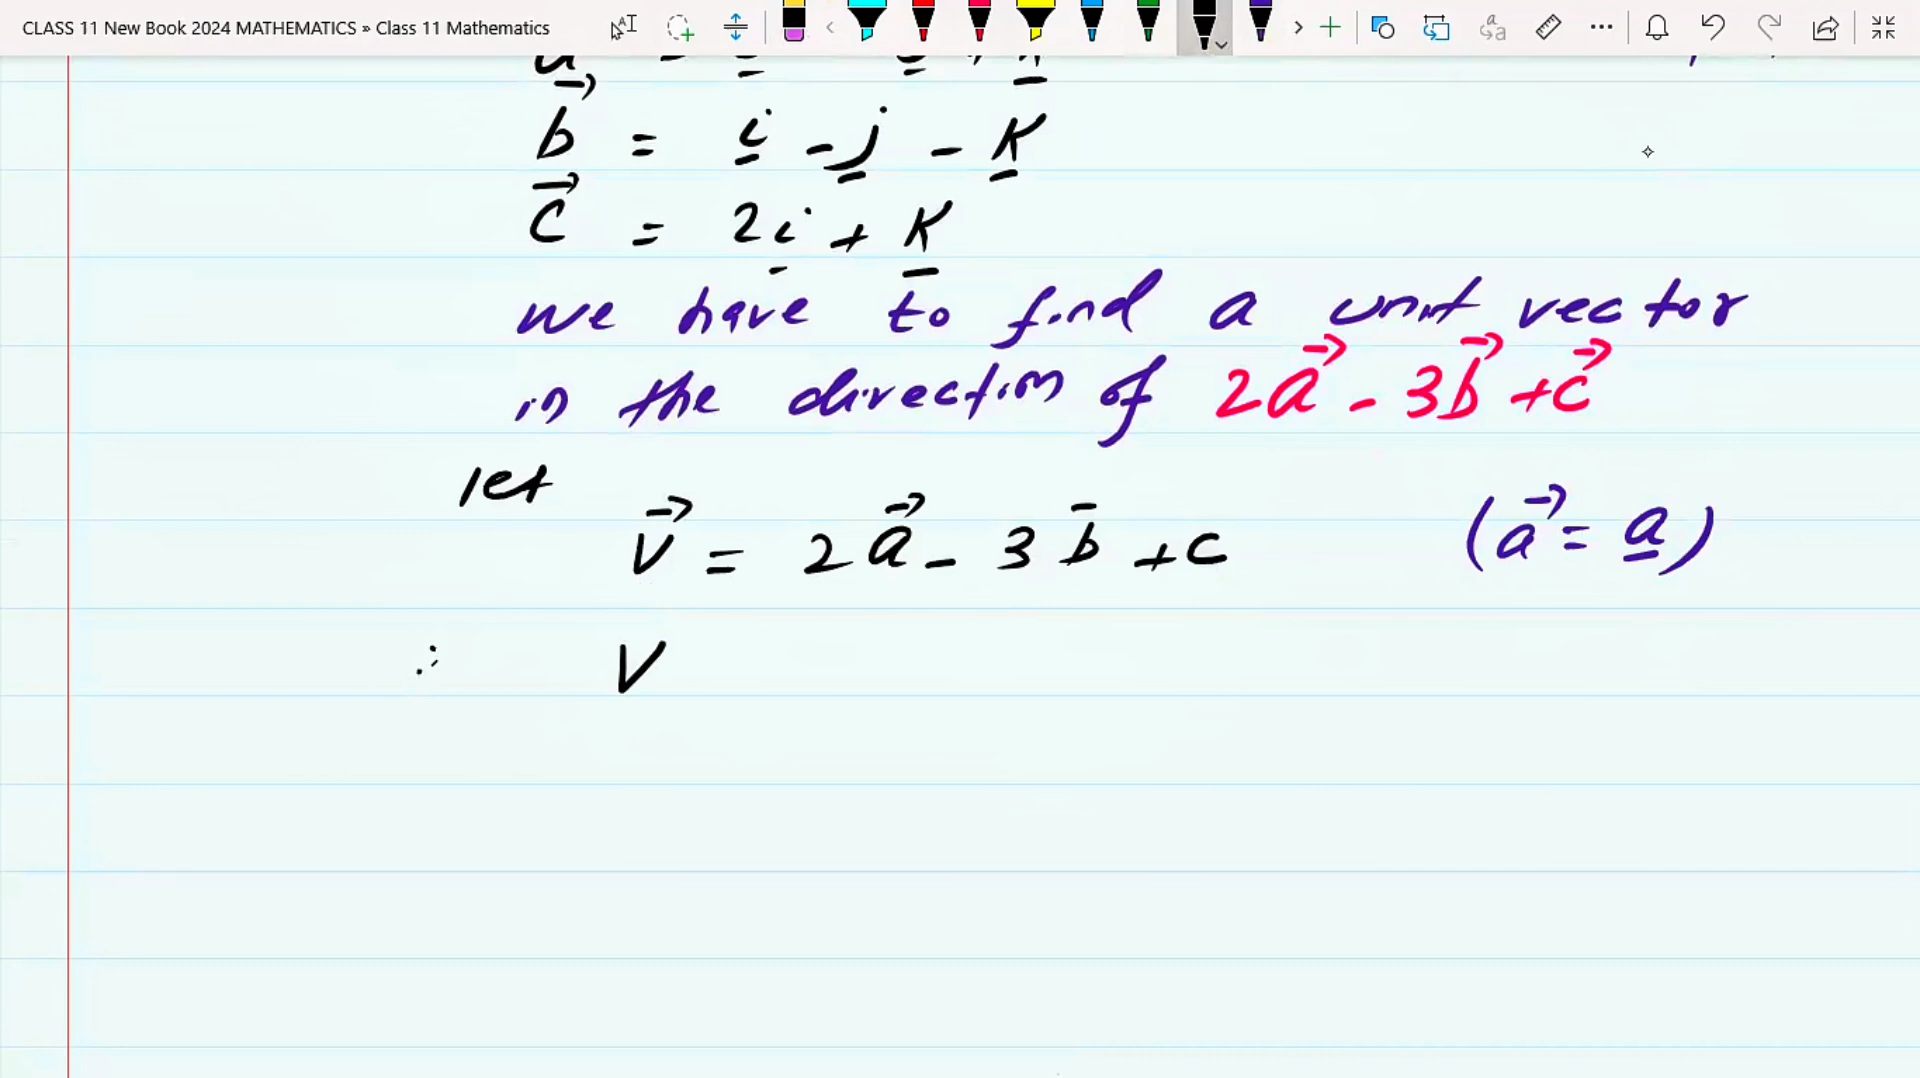 CLASS 11 New Book 2024 MATHEMATICS » Class 11 Mathematics
b⃗ = i̲ - j̲ - K̲
C⃗ = 2i̲ + K̲
we have to find a unit vector
in the direction of 2a⃗ - 3b⃗ + c⃗
let
V⃗ = 2a⃗ - 3b̄ + c (a⃗ = a̲)
∴ V